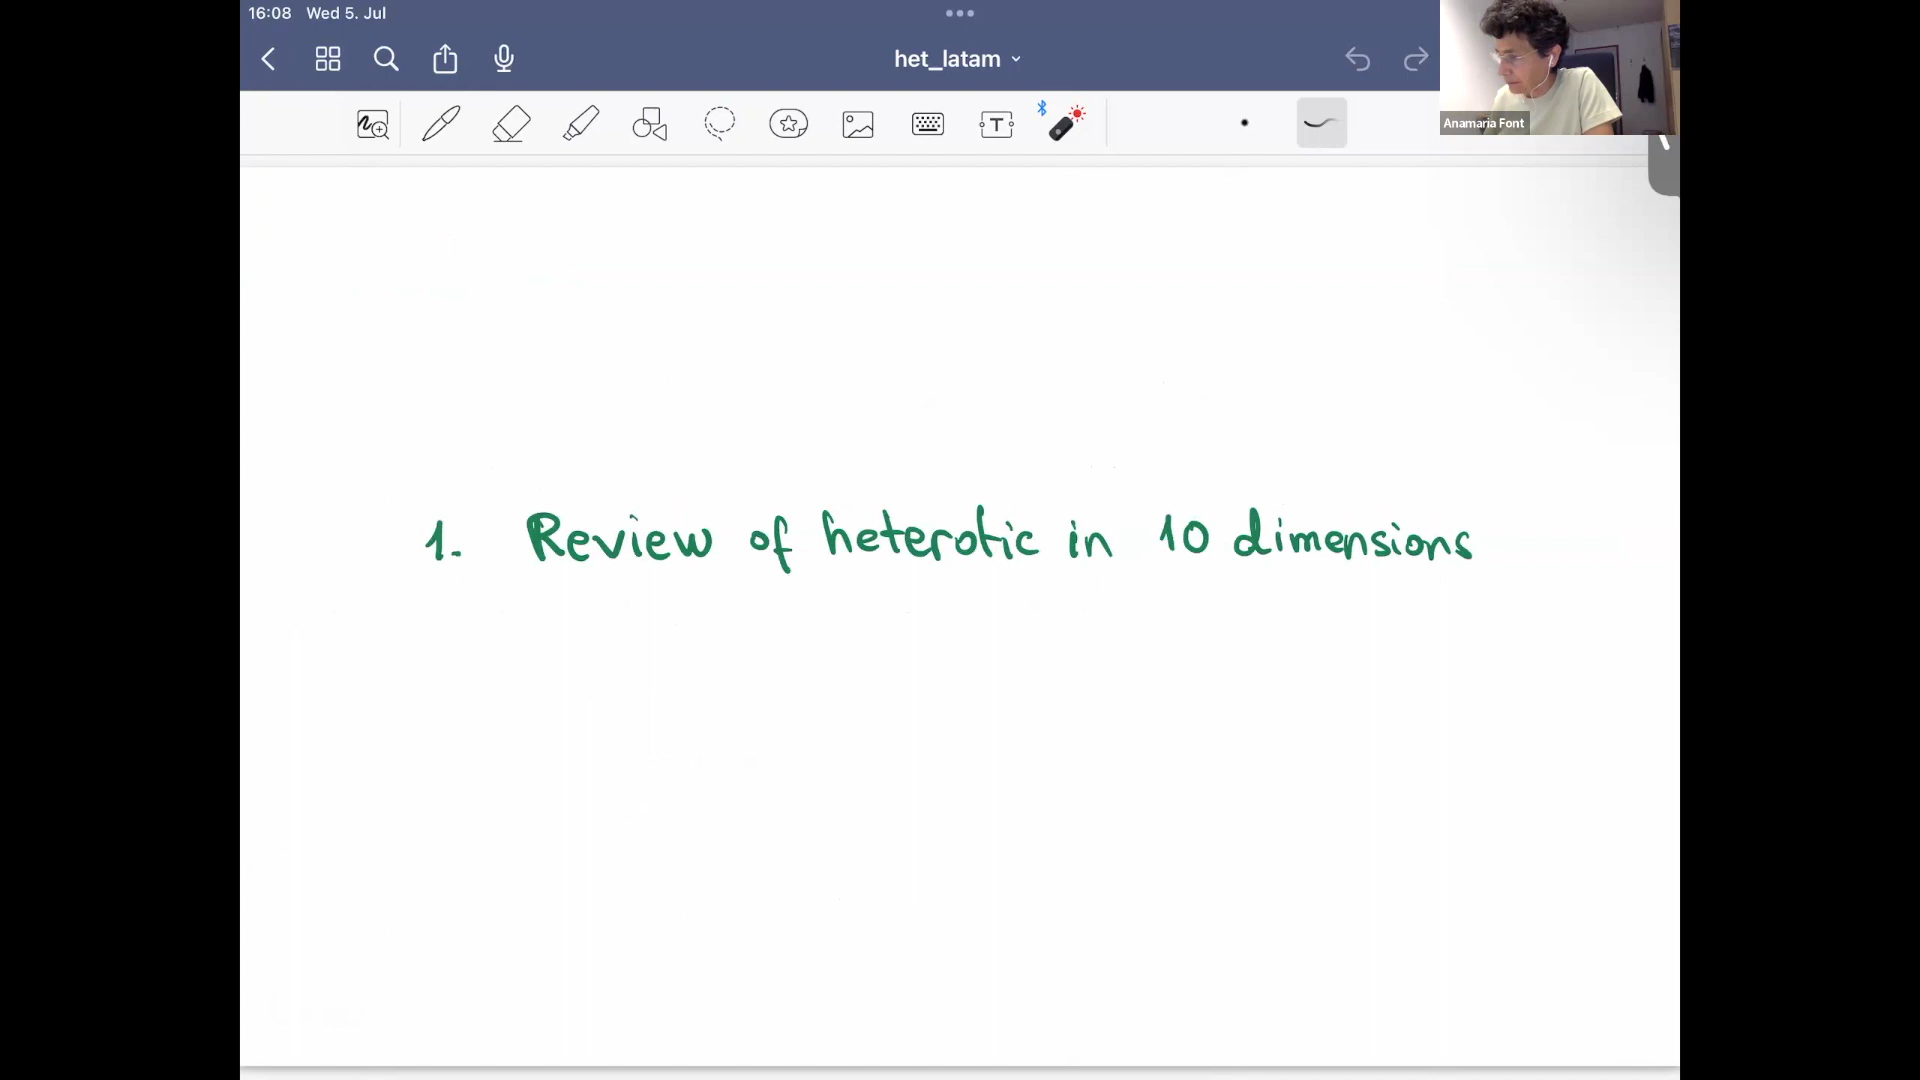 16:08 Wed 5. Jul
het_latam
T
Anamaria Font
1. Review of heterotic in 10 dimensions